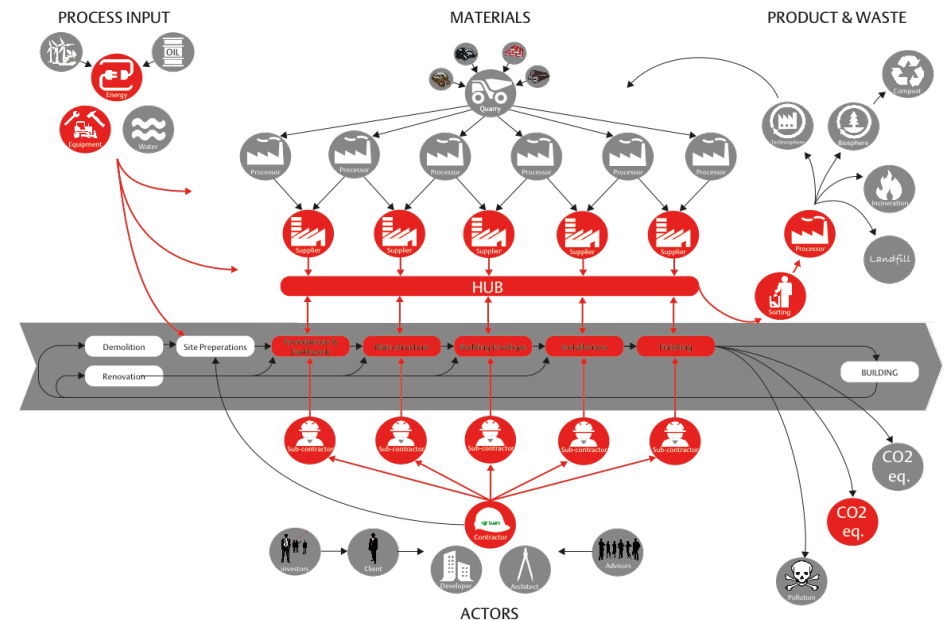 PROCESS INPUT
MATERIALS
PRODUCT & WASTE
OIL
Energy
Equipment
Water
Quarry
Compost
Technosphere
Biosphere
Processor
Processor
Processor
Processor
Processor
Processor
Incineration
Supplier
Supplier
Supplier
Supplier
Supplier
Processor
Landfill
HUB
Sorting
Demolition
Site Preperations
Renovation
BUILDING
Sub-contractor
Sub-contractor
Sub-contractor
Sub-contractor
Sub-contractor
CO2
eq.
CO2
eq.
bam
Contractor
investors
Client
Developer
Architect
Advisors
Pollution
ACTORS